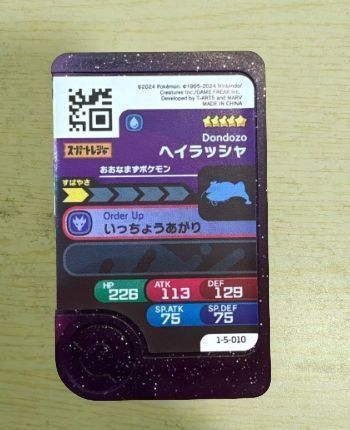 ©2024 Pokémon. ©1995-2024 Nintendo/
Creatures Inc./GAME FREAK inc.
Developed by T-ARTS and MARV
MADE IN CHINA
Dondozo
ヘイラッシャ
スーパートレジャー
おおなまずポケモン
すばやさ
Order Up
いっちょうあがり
HP
226
ATK
113
DEF
129
SP.ATK
75
SP.DEF
75
1-5-010